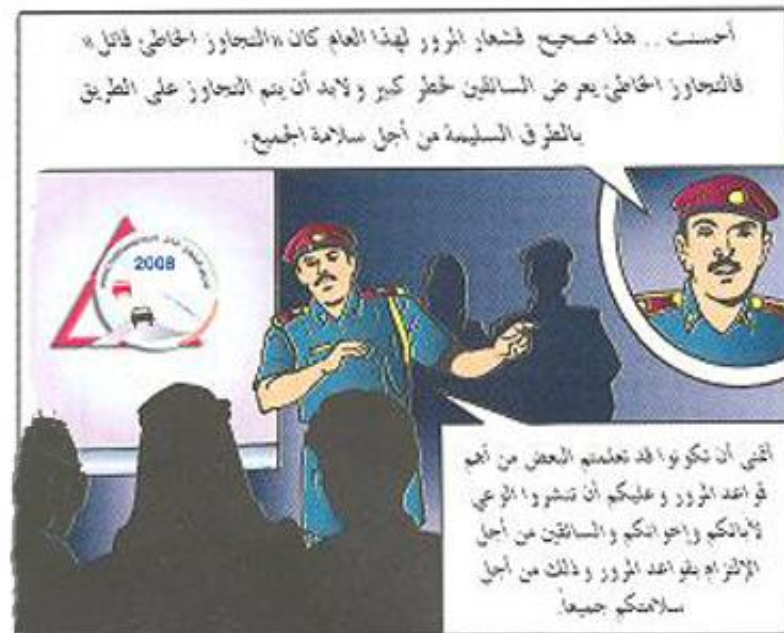 أحسنت .. هذا صحيح فشعار المرور لهذا العام كان «التجاوز الخاطئ قاتل»
فالتجاوز الخاطئ يعرض السائقين لخطر كبير ولابد أن يتم التجاوز على الطريق
بالطرق السليمة من أجل سلامة الجميع.
2008
أتمنى أن تكونوا قد تعلمتم البعض من أهم
قواعد المرور وعليكم أن تنشروا الوعي
لآبائكم وإخوانكم والسائقين من أجل
الإلتزام بقواعد المرور وذلك من أجل
سلامتكم جميعاً.